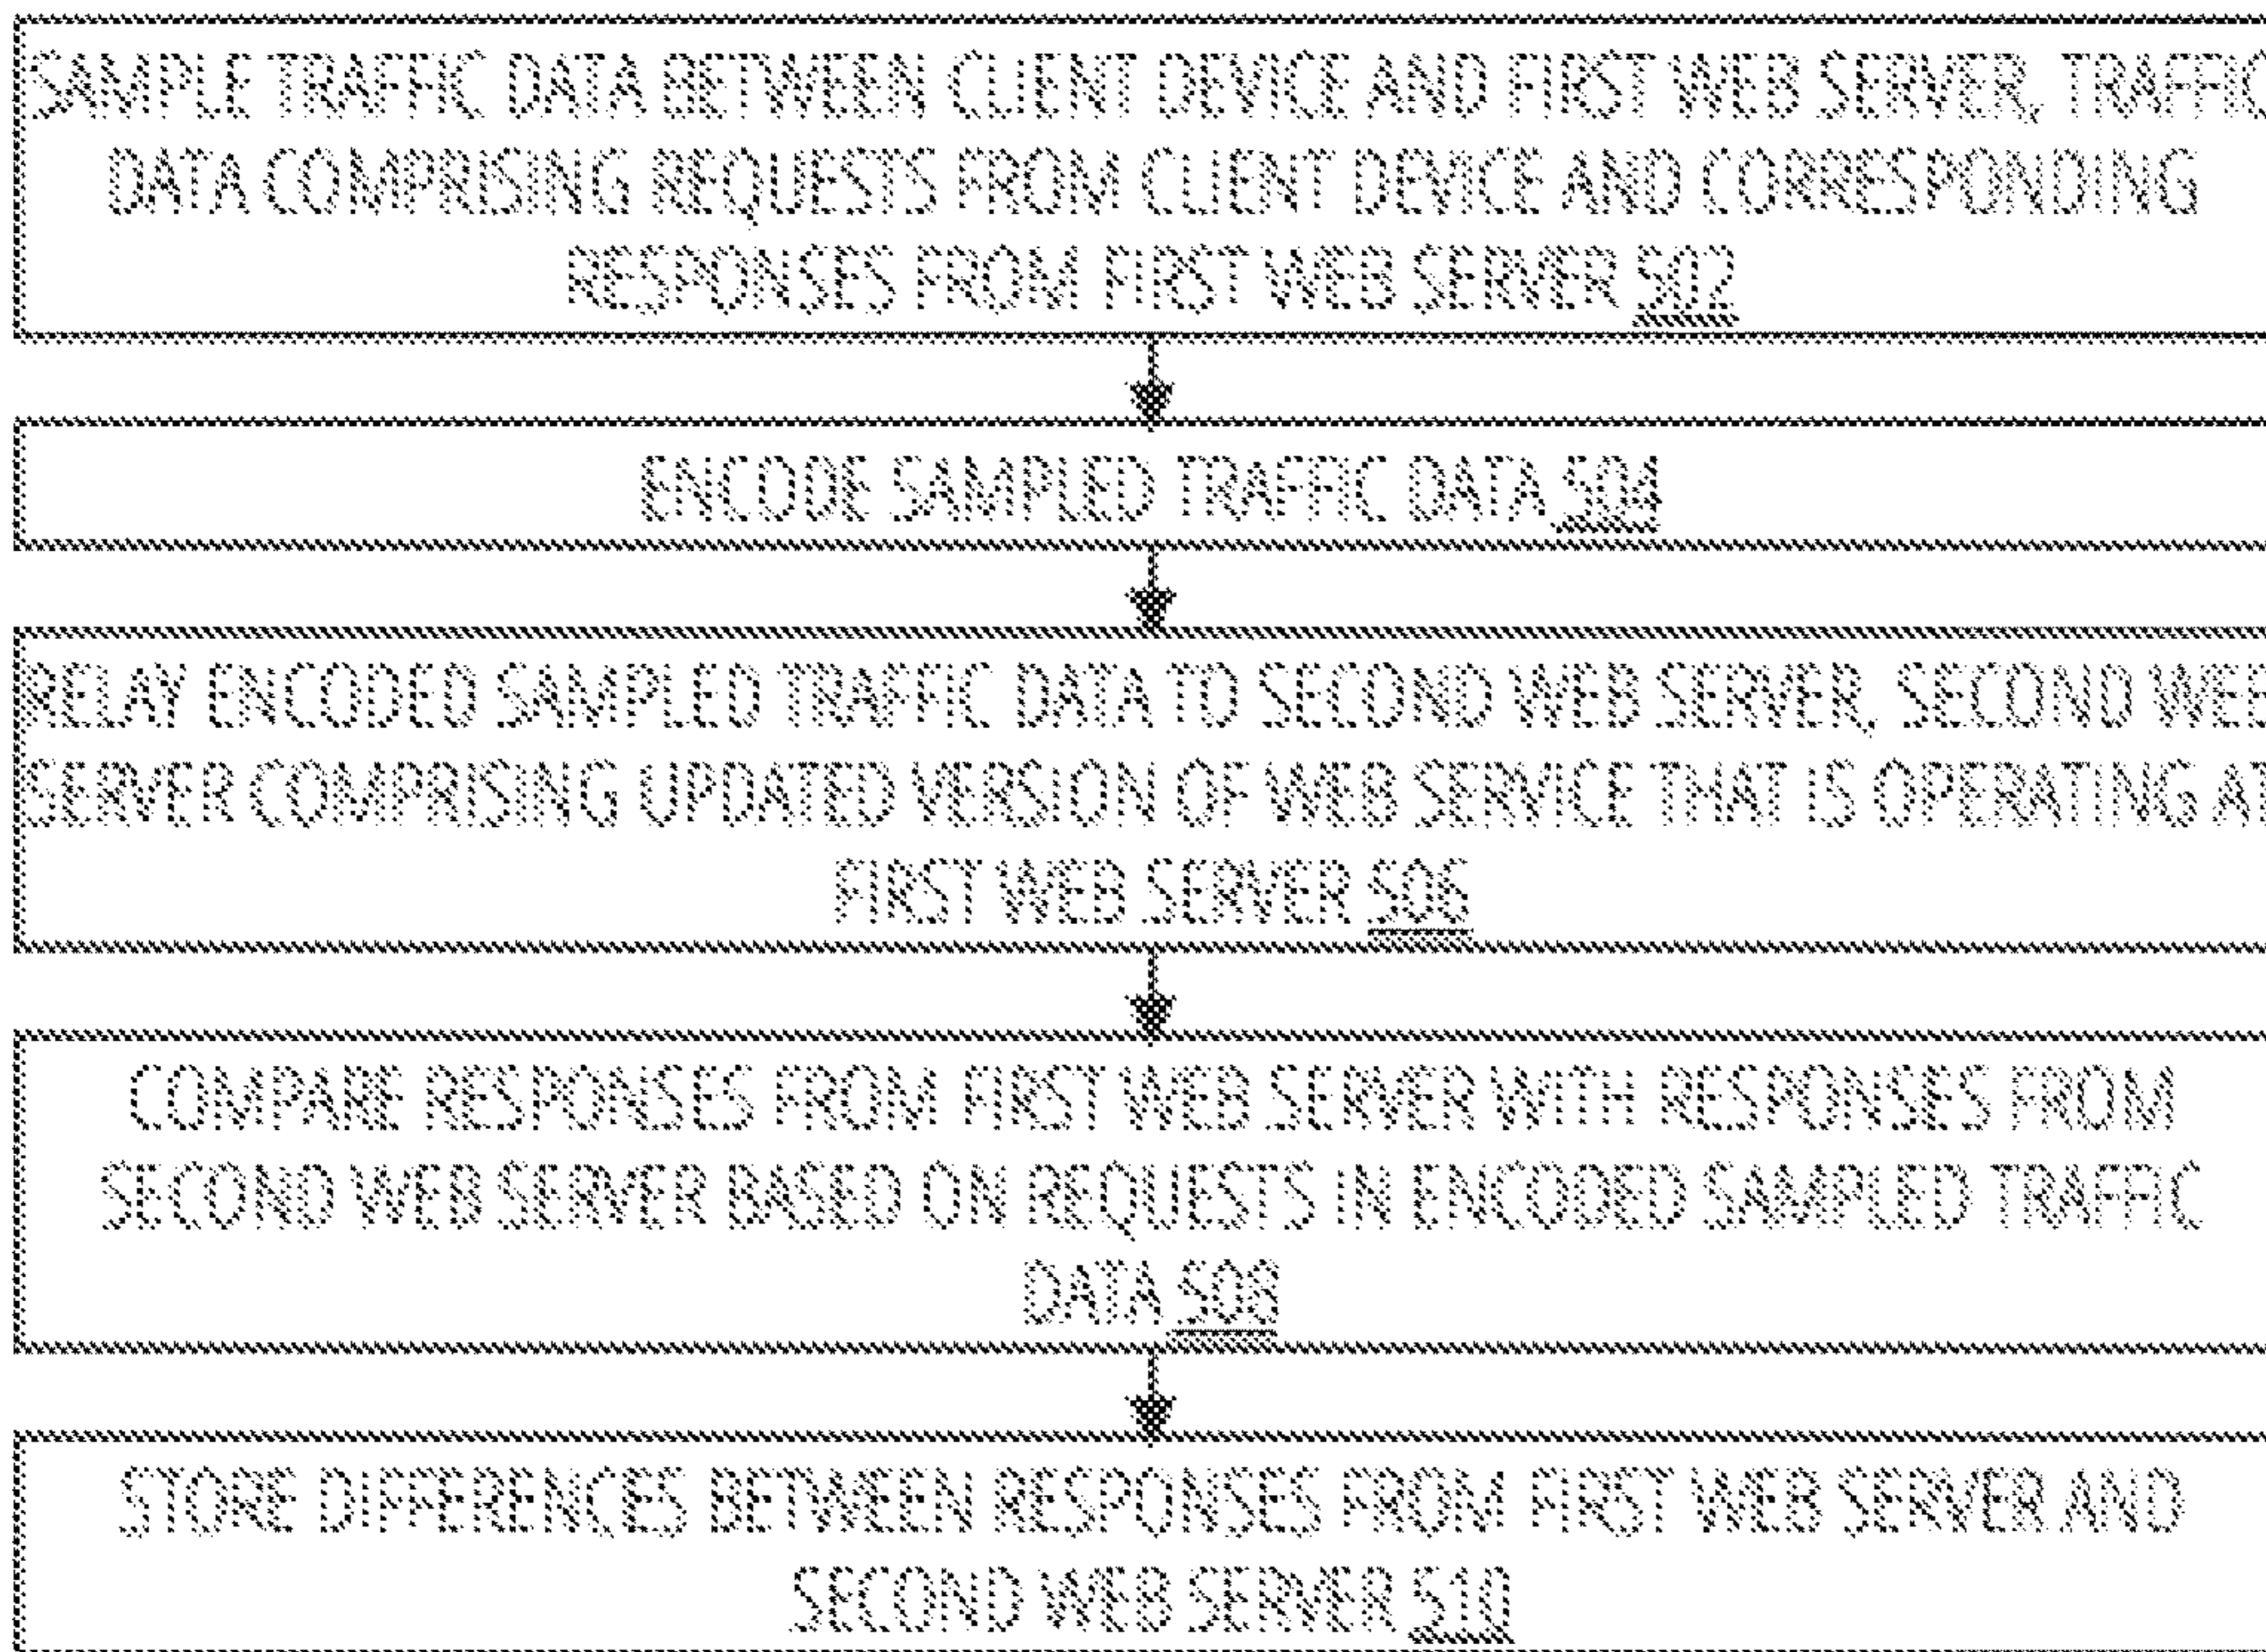 SAMPLE TRAFFIC DATA BETWEEN CLIENT DEVICE AND FIRST WEB SERVER, TRAFFIC
DATA COMPRISING REQUESTS FROM CLIENT DEVICE AND CORRESPONDING
RESPONSES FROM FIRST WEB SERVER 502
ENCODE SAMPLED TRAFFIC DATA 504
RELAY ENCODED SAMPLED TRAFFIC DATA TO SECOND WEB SERVER, SECOND WEB
SERVER COMPRISING UPDATED VERSION OF WEB SERVICE THAT IS OPERATING AT
FIRST WEB SERVER 506
COMPARE RESPONSES FROM FIRST WEB SERVER WITH RESPONSES FROM
SECOND WEB SERVER BASED ON REQUESTS IN ENCODED SAMPLED TRAFFIC
DATA 508
STORE DIFFERENCES BETWEEN RESPONSES FROM FIRST WEB SERVER AND
SECOND WEB SERVER 510